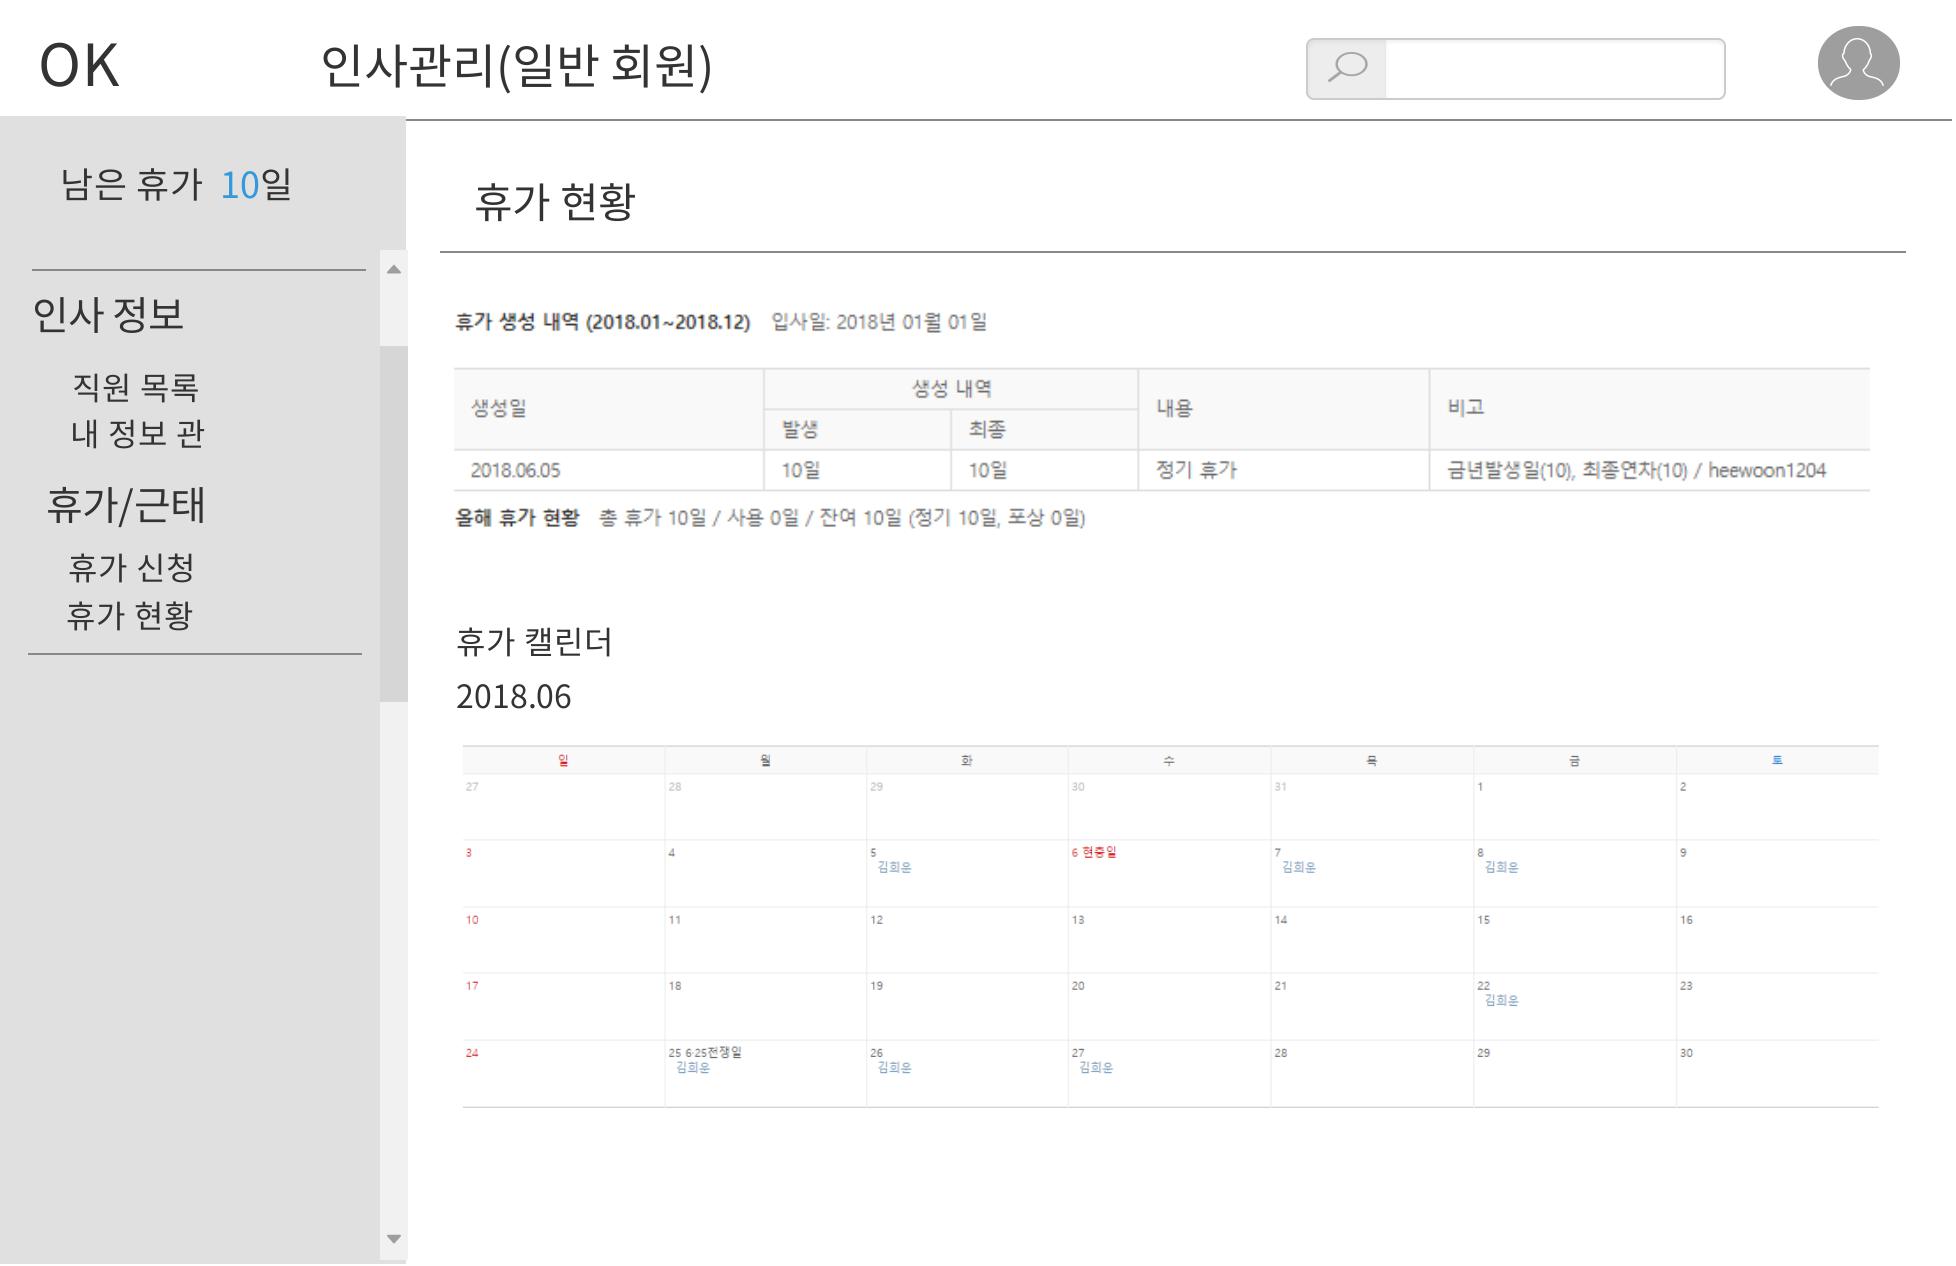 OK
인사관리(일반 회원)
남은 휴가 10일
인사 정보
직원 목록
내 정보 관
휴가/근태
휴가 신청
휴가 현황
휴가 현황
휴가 생성 내역 (2018.01~2018.12) 입사일: 2018년 01월 01일
생성일 생성 내역 내용 비고
발생 최종
2018.06.05 10일 10일 정기 휴가 금년발생일(10), 최종연차(10) / heewoon1204
올해 휴가 현황 총 휴가 10일 / 사용 0일 / 잔여 10일 (정기 10일, 포상 0일)
휴가 캘린더
2018.06
일 월 화 수 목 금 토
27 28 29 30 31 1 2
3 4 5 6 현충일 7 8 9
김희운 김희운 김희운
10 11 12 13 14 15 16
17 18 19 20 21 22 23
김희운
24 25 6·25전쟁일 26 27 28 29 30
김희운 김희운 김희운